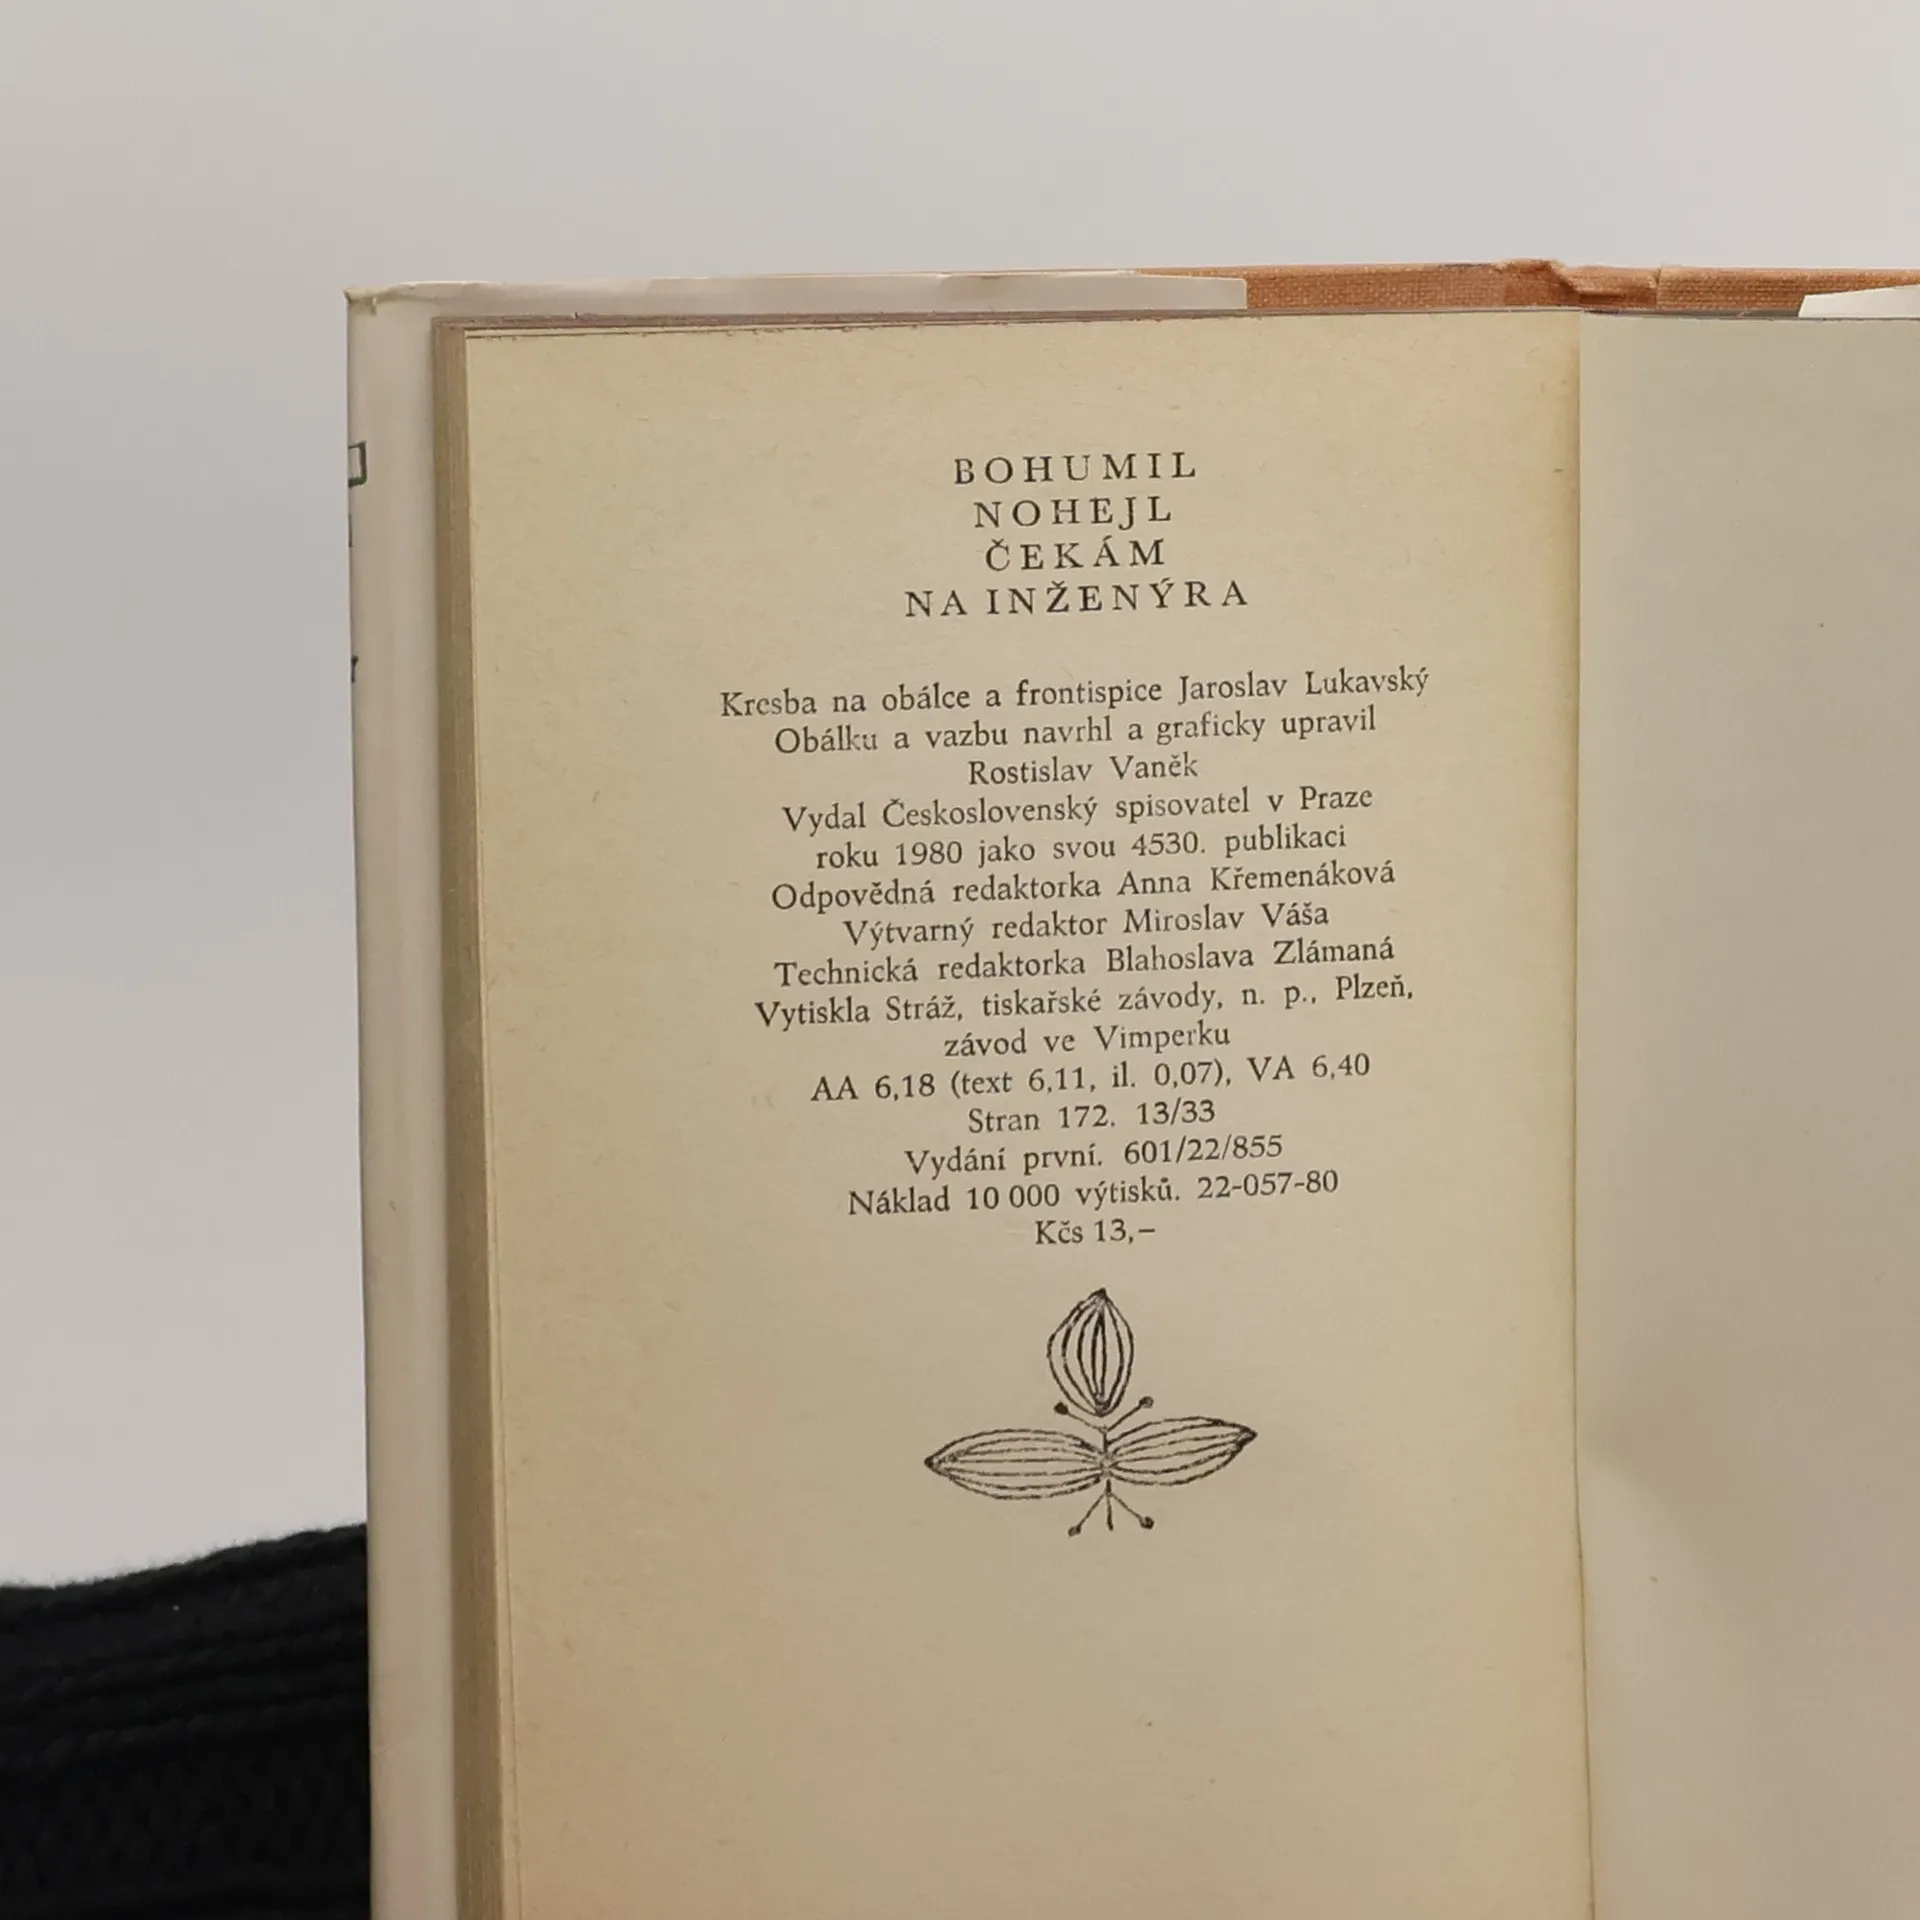 BOHUMIL
NOHEJL
ČEKÁM
NA INŽENÝRA
Kresba na obálce a frontispice Jaroslav Lukavský
Obálku a vazbu navrhl a graficky upravil
Rostislav Vaněk
Vydal Československý spisovatel v Praze
roku 1980 jako svou 4530. publikaci
Odpovědná redaktorka Anna Křemenáková
Výtvarný redaktor Miroslav Váša
Technická redaktorka Blahoslava Zlámaná
Vytiskla Stráž, tiskařské závody, n. p., Plzeň,
závod ve Vimperku
AA 6,18 (text 6,11, il. 0,07), VA 6,40
Stran 172. 13/33
Vydání první. 601/22/855
Náklad 10 000 výtisků. 22-057-80
Kčs 13,–